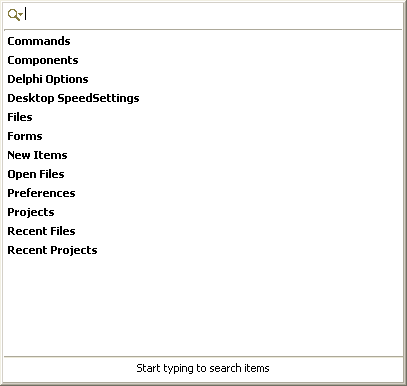 Commands
Components
Delphi Options
Desktop SpeedSettings
Files
Forms
New Items
Open Files
Preferences
Projects
Recent Files
Recent Projects
Start typing to search items